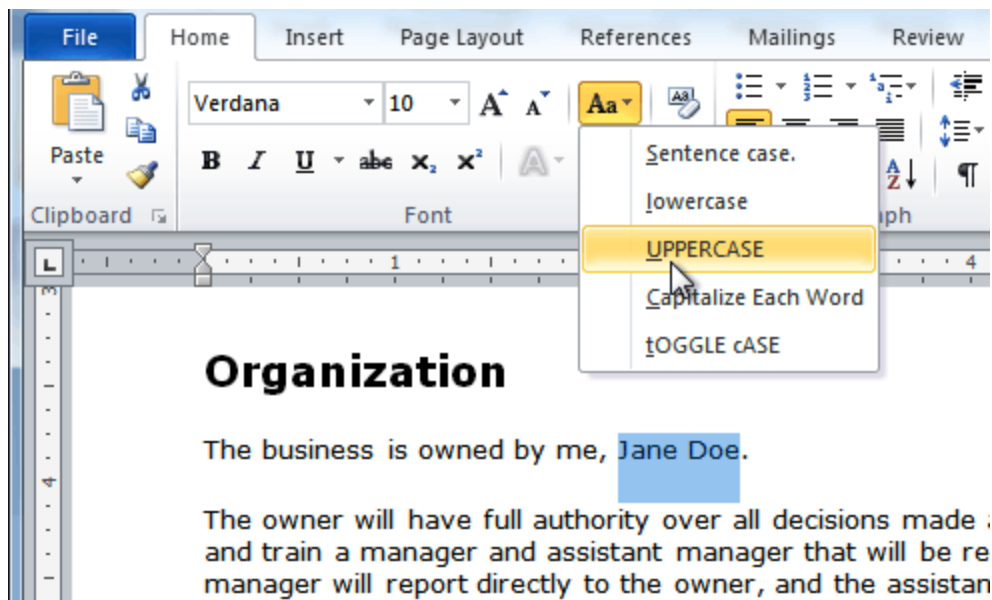 File Home Insert Page Layout References Mailings Review
Verdana 10 A A Aa
Paste B I U abc X₂ X² A
Clipboard Font
Sentence case.
lowercase
UPPERCASE
Capitalize Each Word
tOGGLE cASE
L 1 4
3
4
Organization
The business is owned by me, Jane Doe.
The owner will have full authority over all decisions made
and train a manager and assistant manager that will be
manager will report directly to the owner, and the